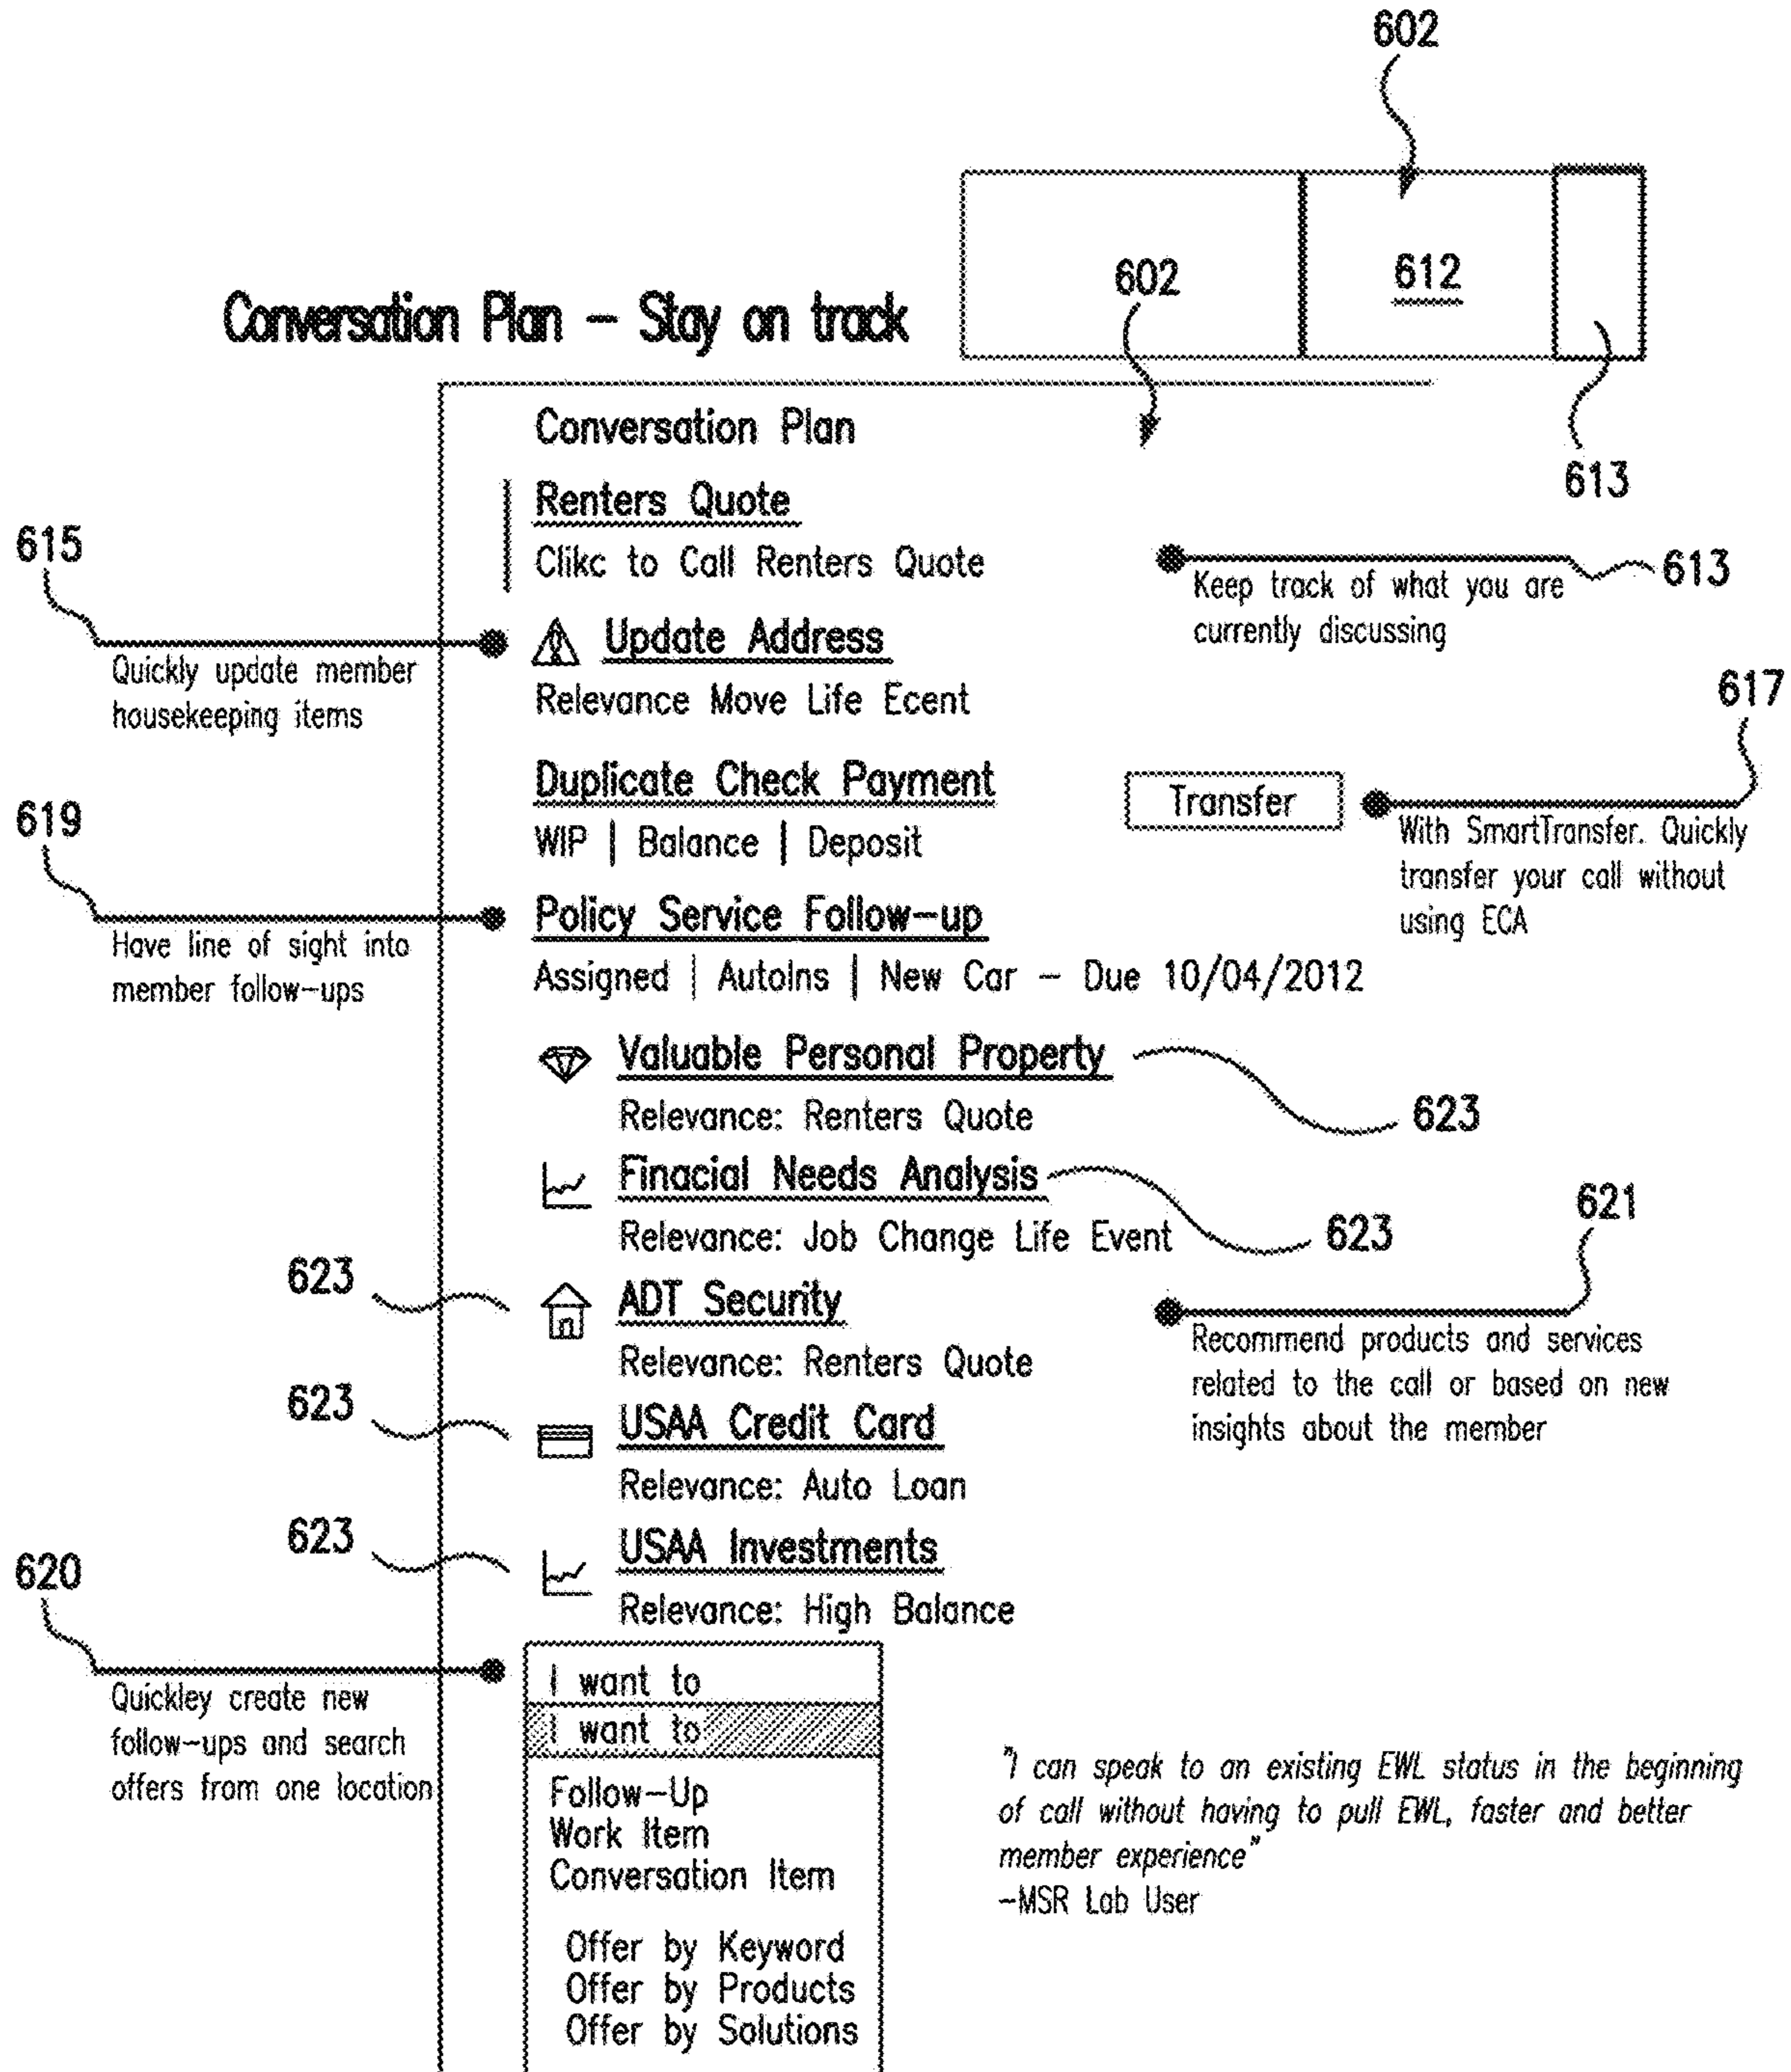 602
602
612
Conversation Plan – Stay on track
613
Conversation Plan
Renters Quote
Clikc to Call Renters Quote
615
Quickly update member
housekeeping items
613
Keep track of what you are
currently discussing
Update Address
Relevance Move Life Ecent
617
Duplicate Check Payment
WIP | Balance | Deposit
Transfer
With SmartTransfer. Quickly
transfer your call without
using ECA
619
Have line of sight into
member follow-ups
Policy Service Follow-up
Assigned | AutoIns | New Car – Due 10/04/2012
Valuable Personal Property
Relevance: Renters Quote
623
Finacial Needs Analysis
Relevance: Job Change Life Event
623
621
623
ADT Security
Relevance: Renters Quote
Recommend products and services
related to the call or based on new
insights about the member
623
USAA Credit Card
Relevance: Auto Loan
623
USAA Investments
Relevance: High Balance
620
Quickley create new
follow-ups and search
offers from one location
I want to
I want to
Follow-Up
Work Item
Conversation Item
Offer by Keyword
Offer by Products
Offer by Solutions
"I can speak to an existing EWL status in the beginning
of call without having to pull EWL, faster and better
member experience"
-MSR Lab User